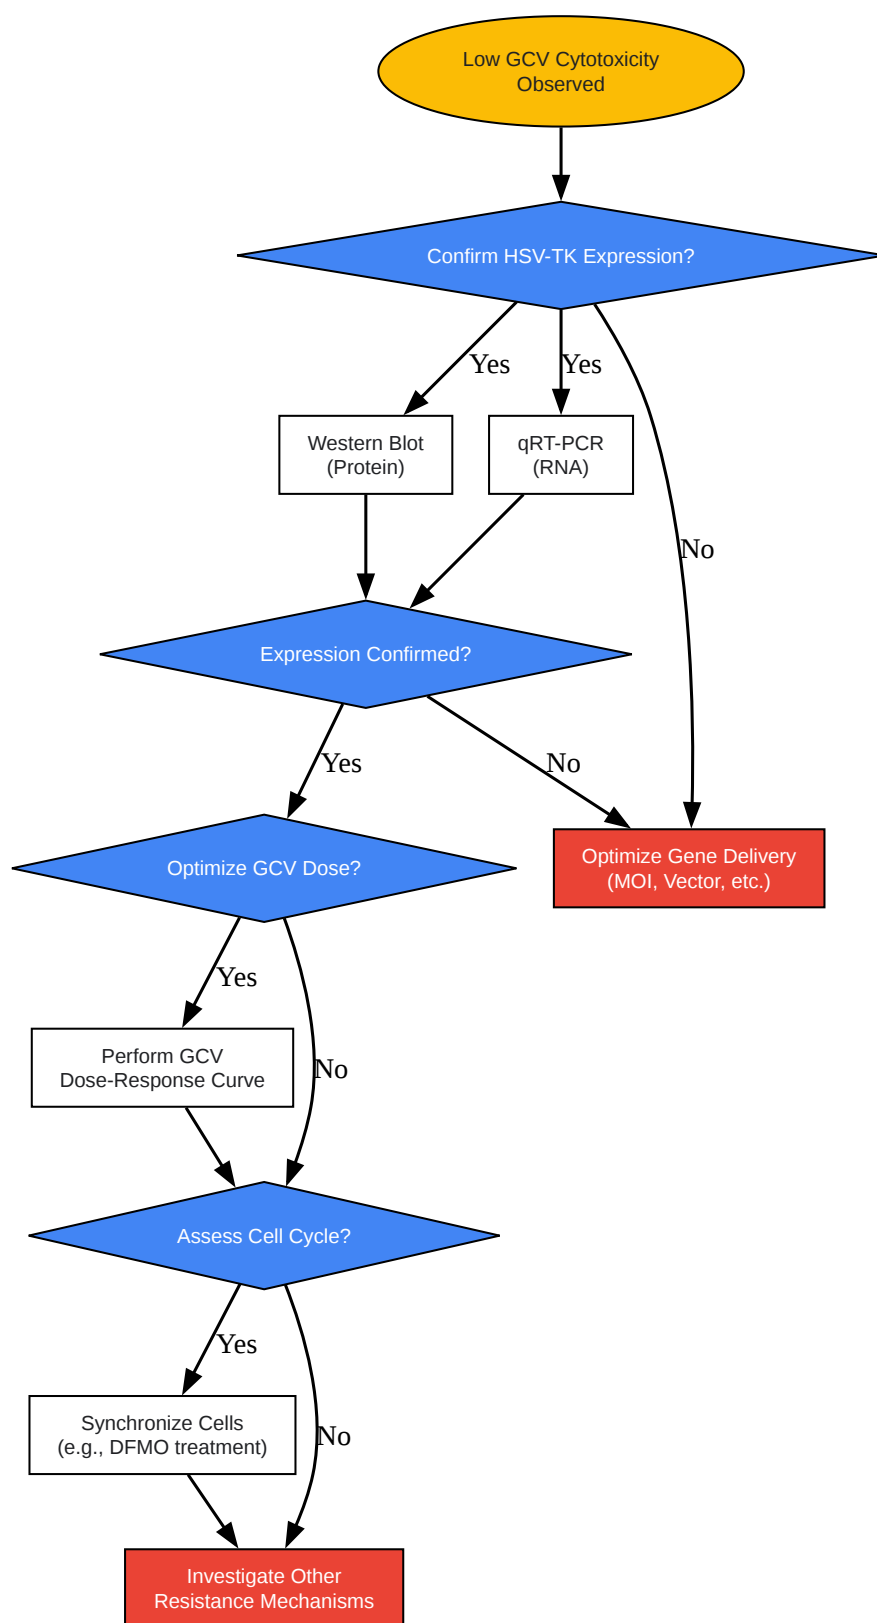 Low GCV Cytotoxicity
Observed
Confirm HSV-TK Expression?
Yes
Yes
Western Blot
(Protein)
qRT-PCR
(RNA)
No
Expression Confirmed?
Yes
No
Optimize GCV Dose?
Optimize Gene Delivery
(MOI, Vector, etc.)
Yes
Perform GCV
Dose-Response Curve
No
Assess Cell Cycle?
Yes
Synchronize Cells
(e.g., DFMO treatment)
No
Investigate Other
Resistance Mechanisms